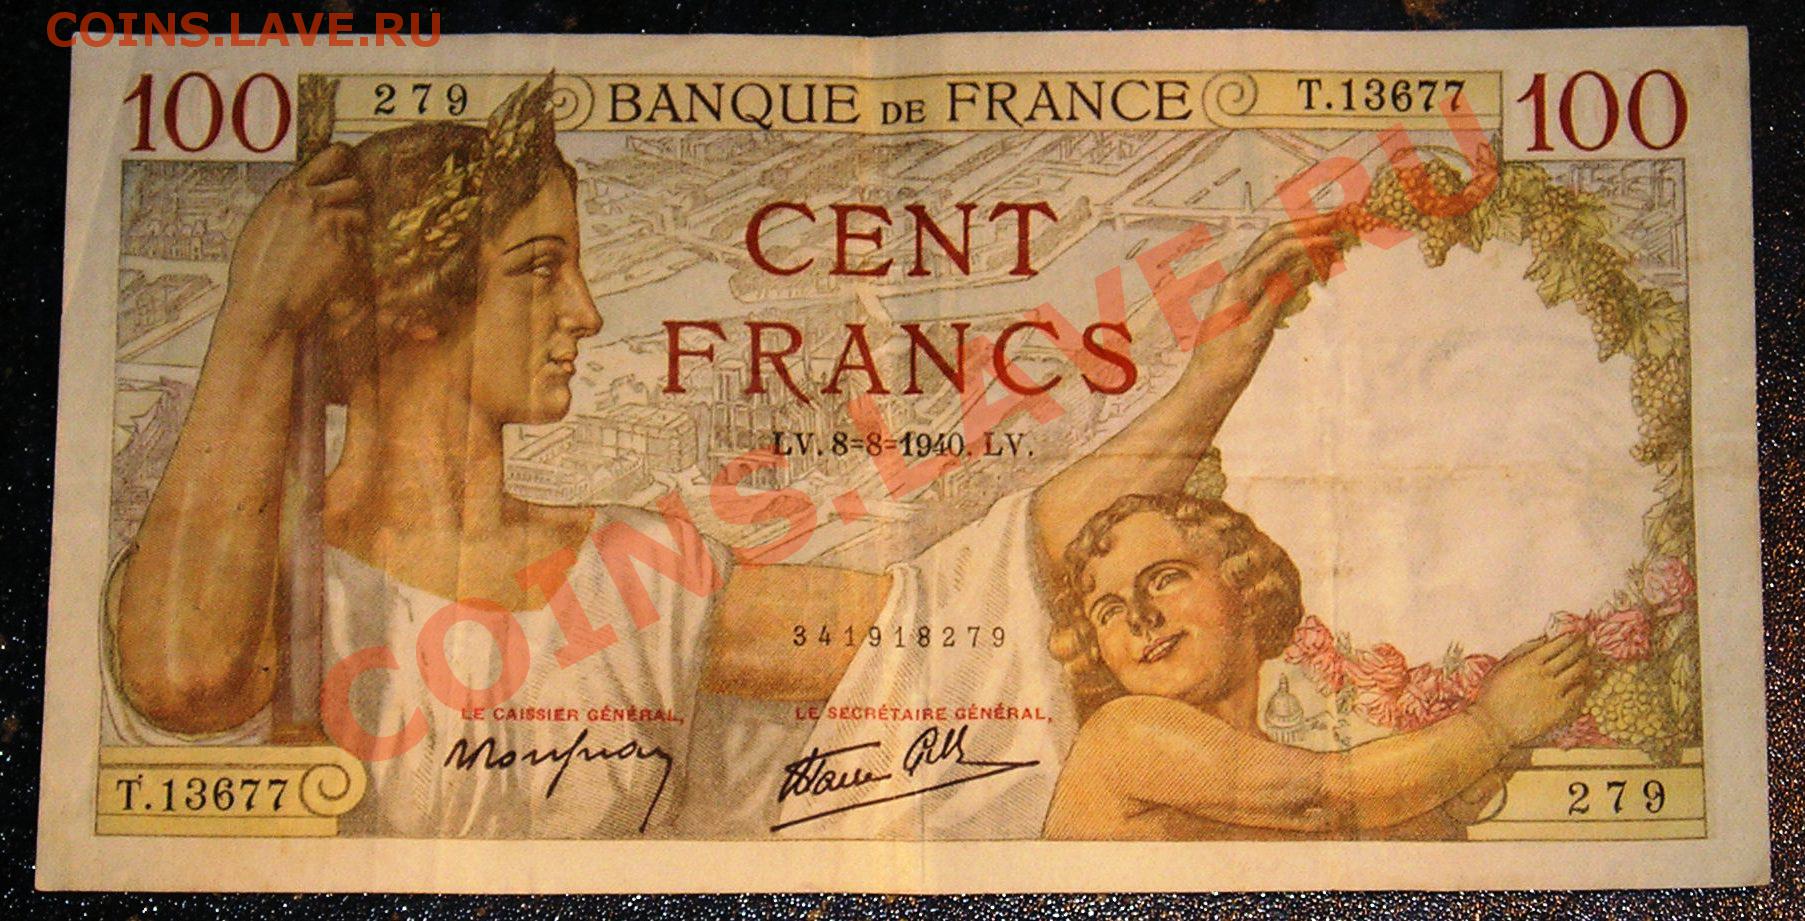 COINS.LAVE.RU
100 279 BANQUE DE FRANCE T.13677 100
CENT
FRANCS
LV. 8=8=1940. LV.
341918279
LE CAISSIER GÉNÉRAL, LE SECRÉTAIRE GÉNÉRAL,
T.13677 279
COINS.LAVE.RU